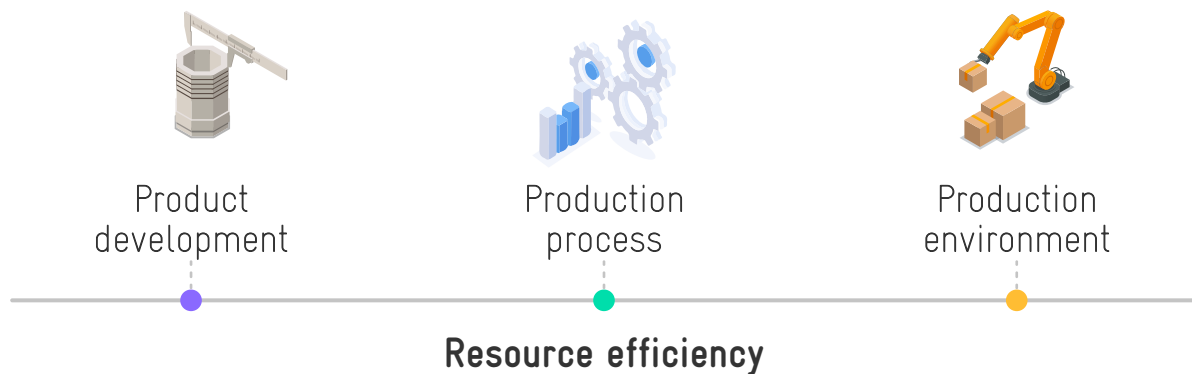 Product
development
Production
process
Production
environment
Resource efficiency